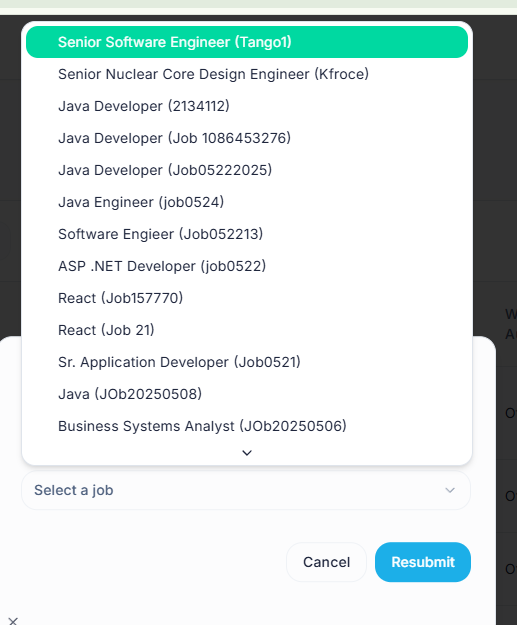 Senior Software Engineer (Tango1)
Senior Nuclear Core Design Engineer (Kfroce)
Java Developer (2134112)
Java Developer (Job 1086453276)
Java Developer (Job05222025)
Java Engineer (job0524)
Software Engieer (Job052213)
ASP .NET Developer (job0522)
React (Job157770)
React (Job 21)
Sr. Application Developer (Job0521)
Java (JOb20250508)
Business Systems Analyst (JOb20250506)
Select a job
Cancel
Resubmit